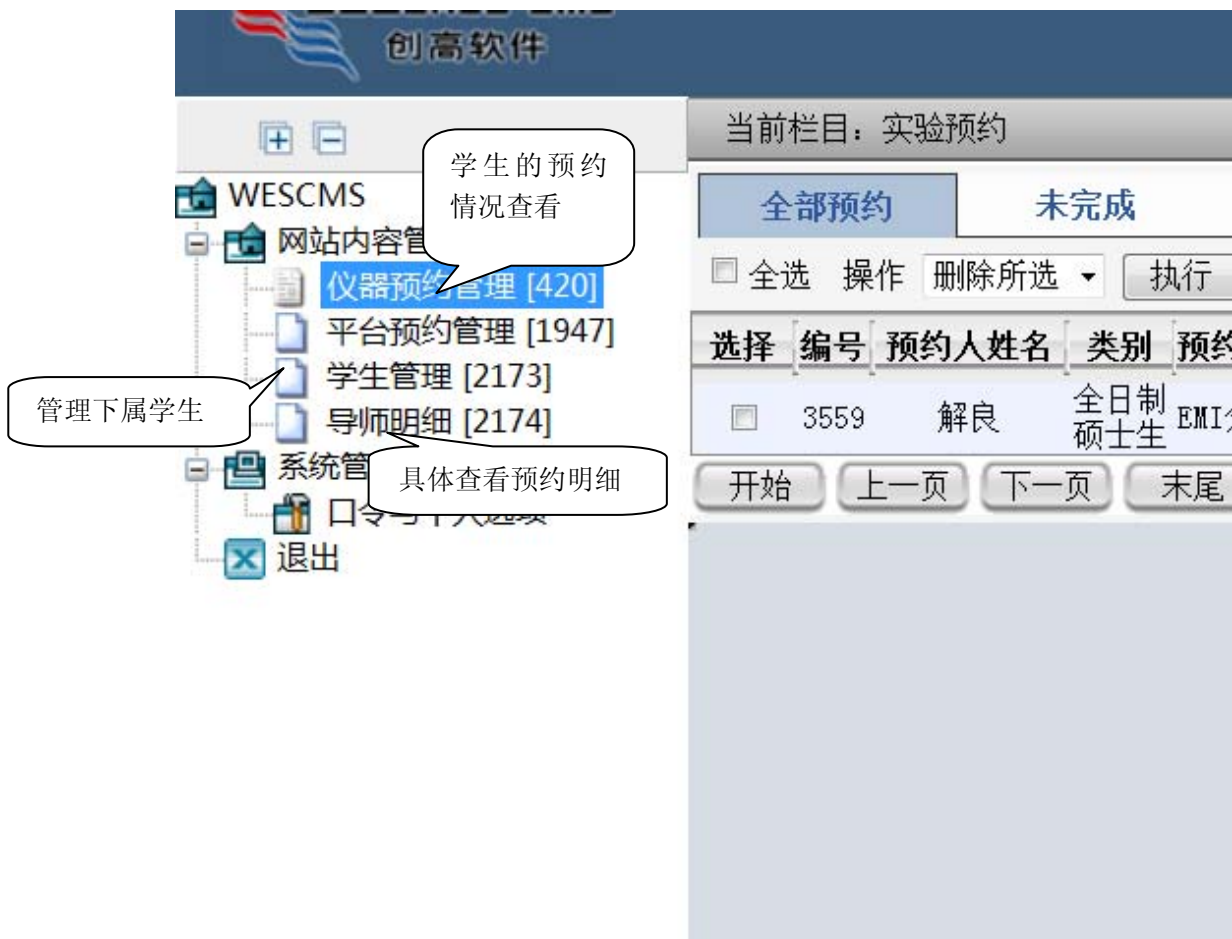 创高软件
当前栏目：实验预约
学生的预约
情况查看
WESCMS
全部预约 未完成
网站内容管
全选 操作 删除所选 执行
仪器预约管理 [420]
平台预约管理 [1947]
选择 编号 预约人姓名 类别 预约
学生管理 [2173]
管理下属学生
3559 解良 全日制
硕士生
导师明细 [2174]
系统管
具体查看预约明细
开始 上一页 下一页 末尾
退出